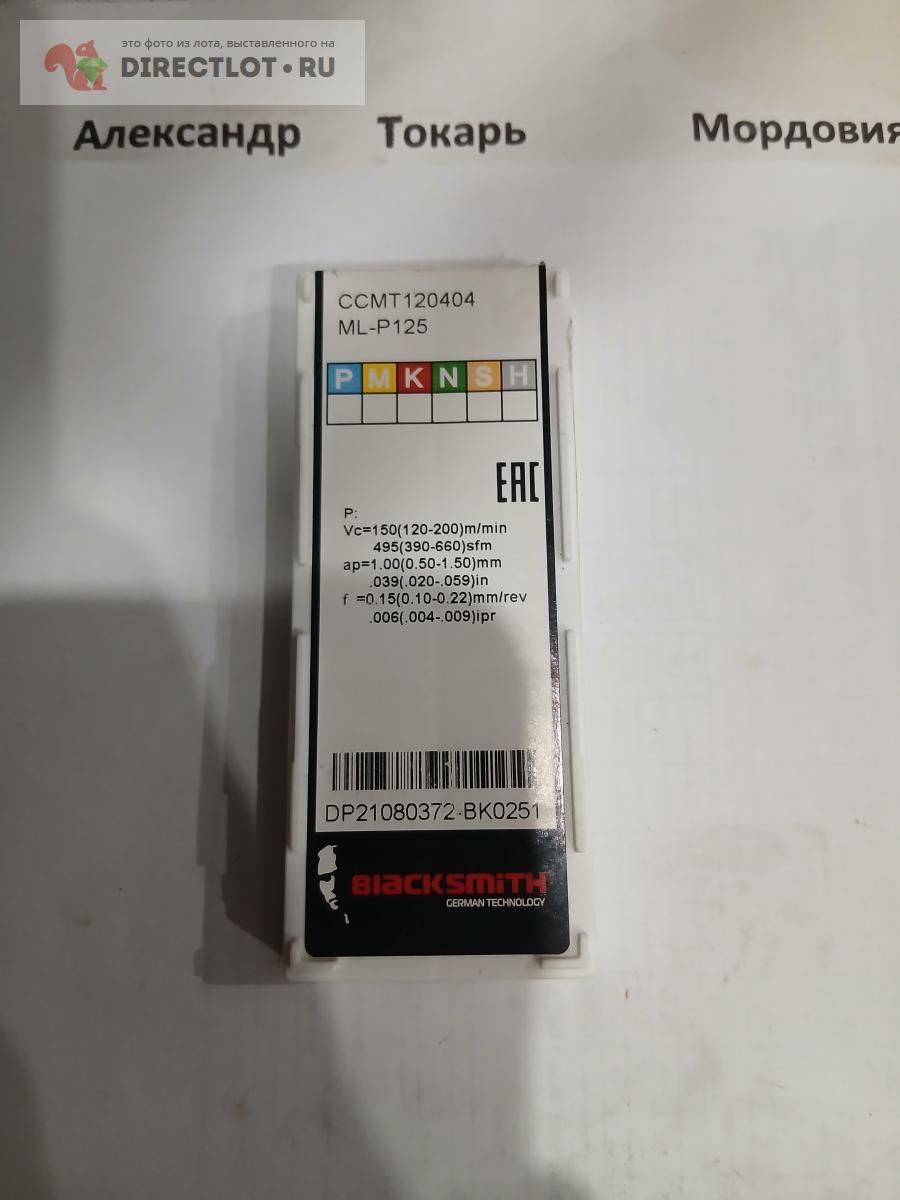 это фото из лота, выставленного на
DIRECTLOT•RU
Александр Токарь Мордовия
CCMT120404
ML-P125
P M K N S H
EAC
P:
Vc=150(120-200)m/min
495(390-660)sfm
ap=1.00(0.50-1.50)mm
.039(.020-.059)in
f =0.15(0.10-0.22)mm/rev
.006(.004-.009)ipr
DP21080372-BK0251
BlaCKSMiTH
GERMAN TECHNOLOGY